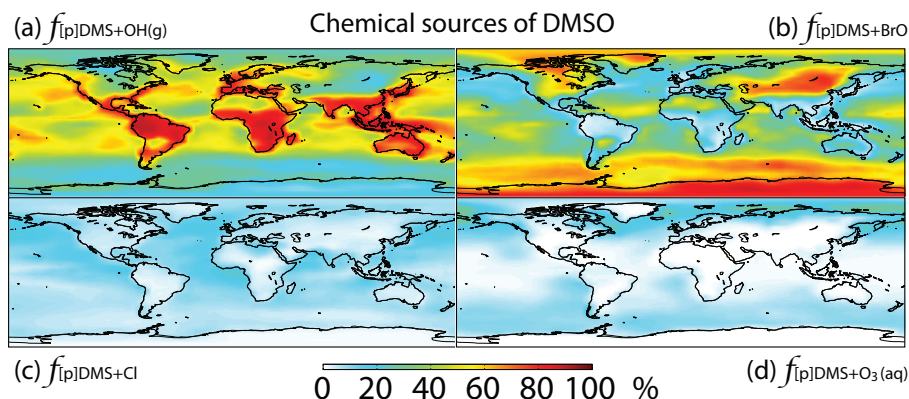 (a) f[p]DMS+OH(g) Chemical sources of DMSO (b) f[p]DMS+BrO
(c) f[p]DMS+Cl 0 20 40 60 80 100 % (d) f[p]DMS+O3(aq)